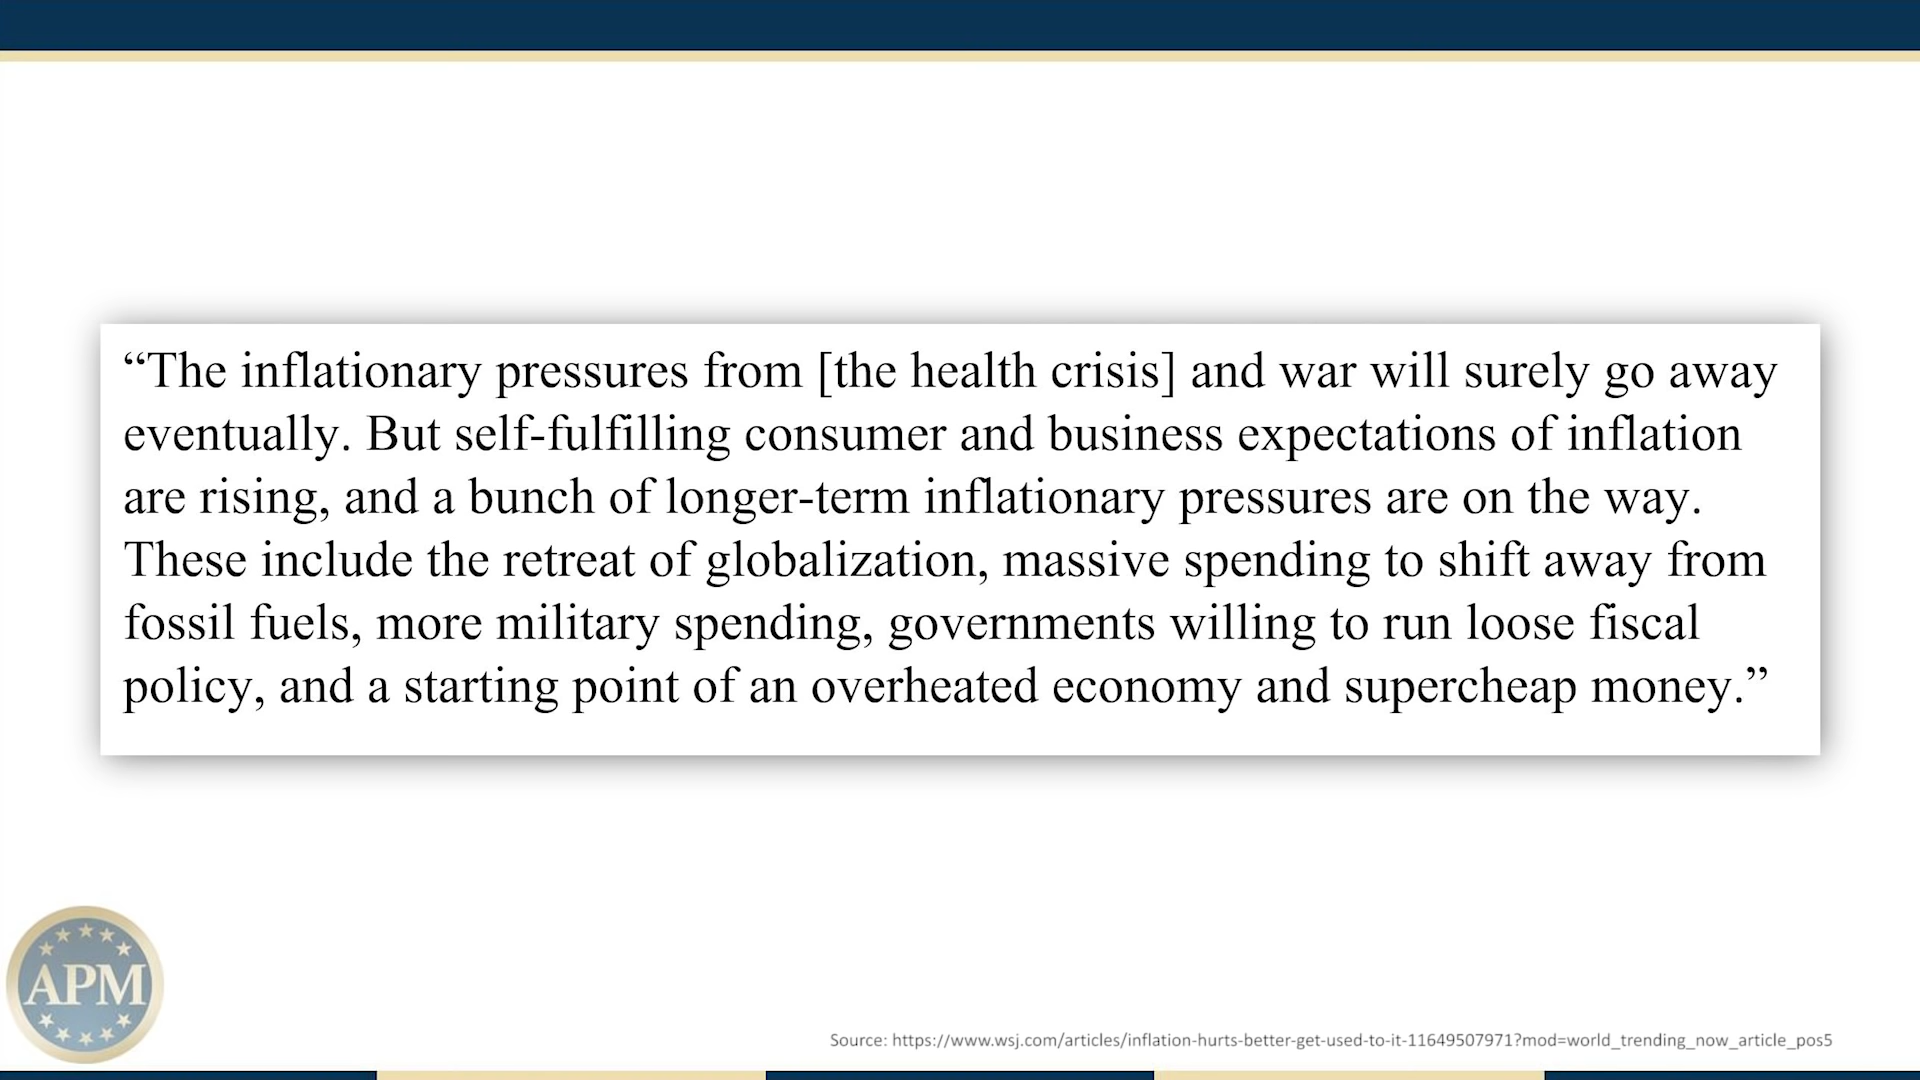 “The inflationary pressures from [the health crisis] and war will surely go away
eventually. But self-fulfilling consumer and business expectations of inflation
are rising, and a bunch of longer-term inflationary pressures are on the way.
These include the retreat of globalization, massive spending to shift away from
fossil fuels, more military spending, governments willing to run loose fiscal
policy, and a starting point of an overheated economy and supercheap money.”
APM
Source: https://www.wsj.com/articles/inflation-hurts-better-get-used-to-it-11649507971?mod=world_trending_now_article_pos5